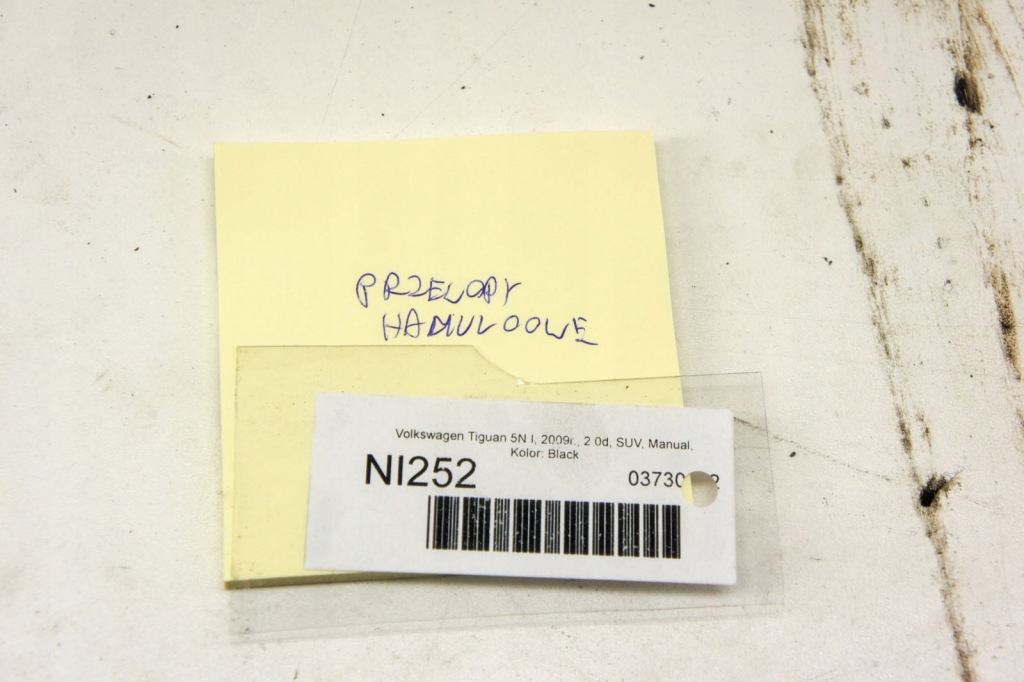 PRZEWODY
HAMULCOWE
Volkswagen Tiguan 5N I, 2009r., 2.0d, SUV, Manual,
Kolor: Black
NI252